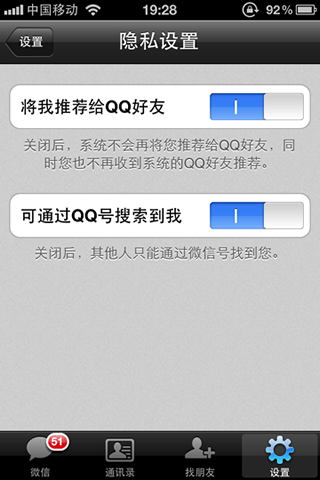 中国移动 19:28 92%
设置 隐私设置
将我推荐给QQ好友
关闭后，系统不会再将您推荐给QQ好友，同
时您也不再收到系统的QQ好友推荐。
可通过QQ号搜索到我
关闭后，其他人只能通过微信号找到您。
51
微信 通讯录 找朋友 设置